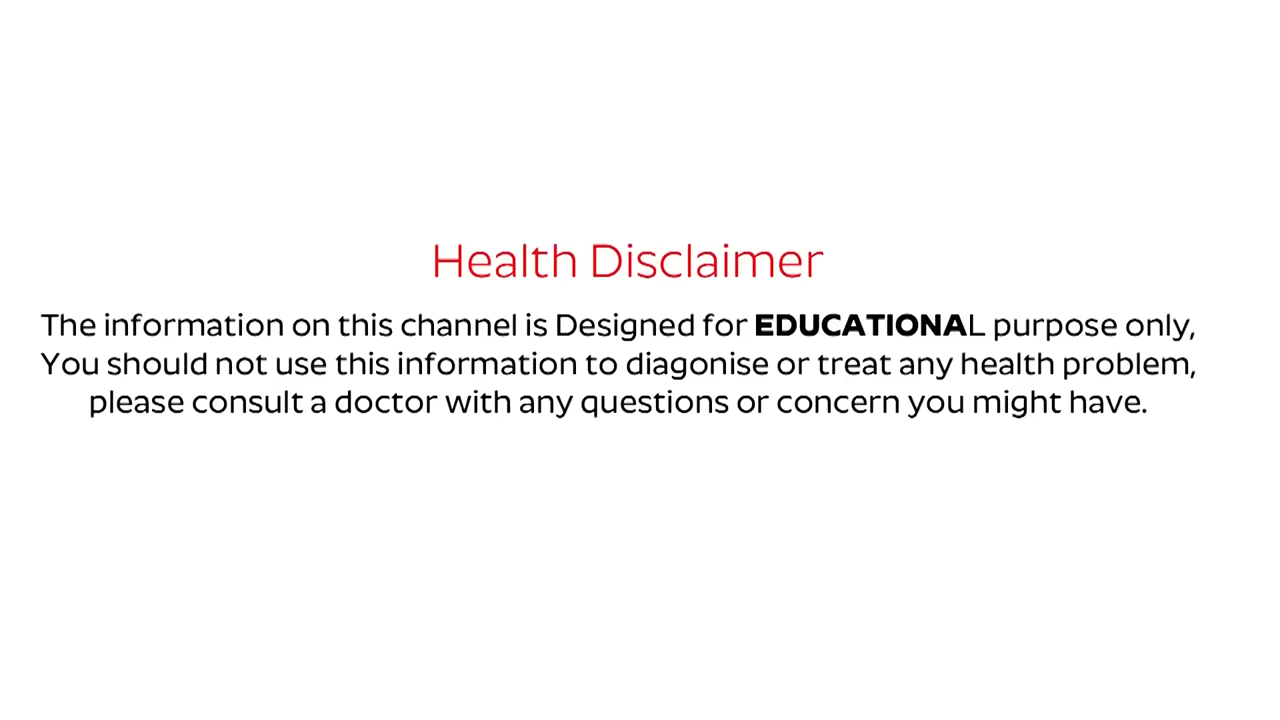 Health Disclaimer
The information on this channel is Designed for EDUCATIONAL purpose only,
You should not use this information to diagonise or treat any health problem,
please consult a doctor with any questions or concern you might have.